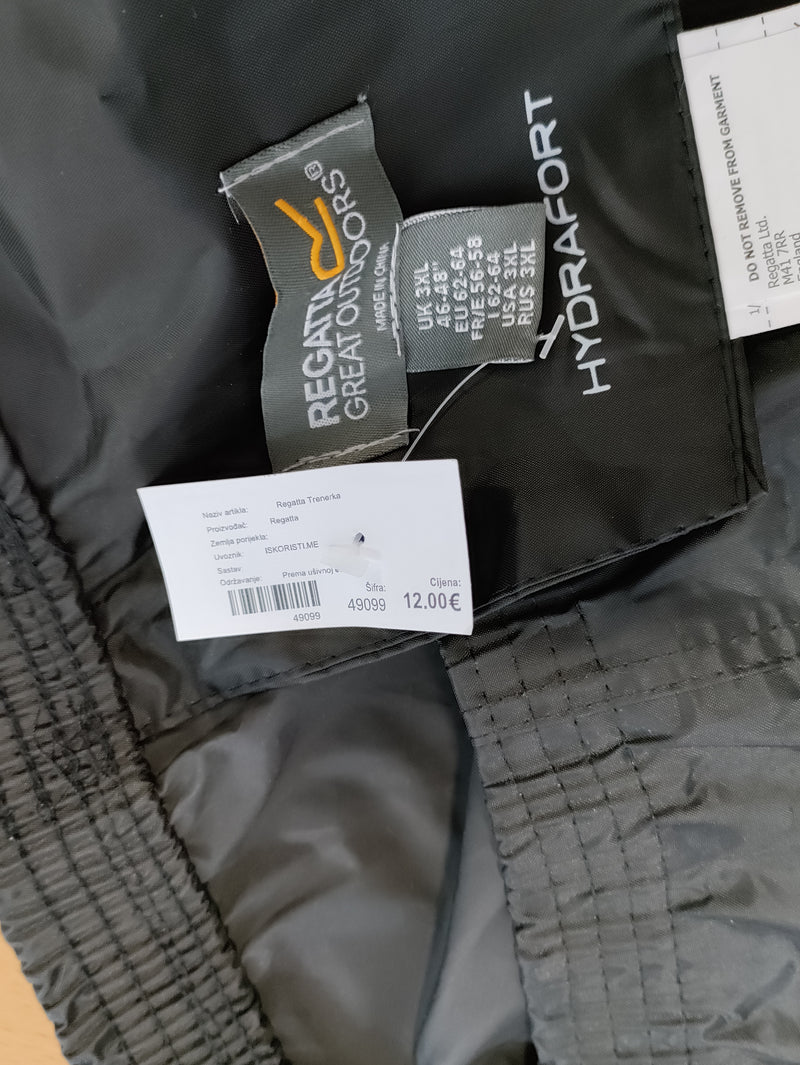 REGATTA®
GREAT OUTDOORS
MADE IN CHINA
UK 3XL
46-48"
EU 62-64
FR/E 56-58
I 62-64
USA 3XL
RUS 3XL
HYDRAFORT
DO NOT REMOVE FROM GARMENT
1/
Regatta Ltd.
M41 7RR
England
Naziv artikla: Regatta Trenerka
Proizvođač: Regatta
Zemlja porijekla:
Uvoznik: ISKORISTI.ME
Sastav:
Održavanje: Prema ušivnoj
49099
Šifra:
49099
Cijena:
12.00€